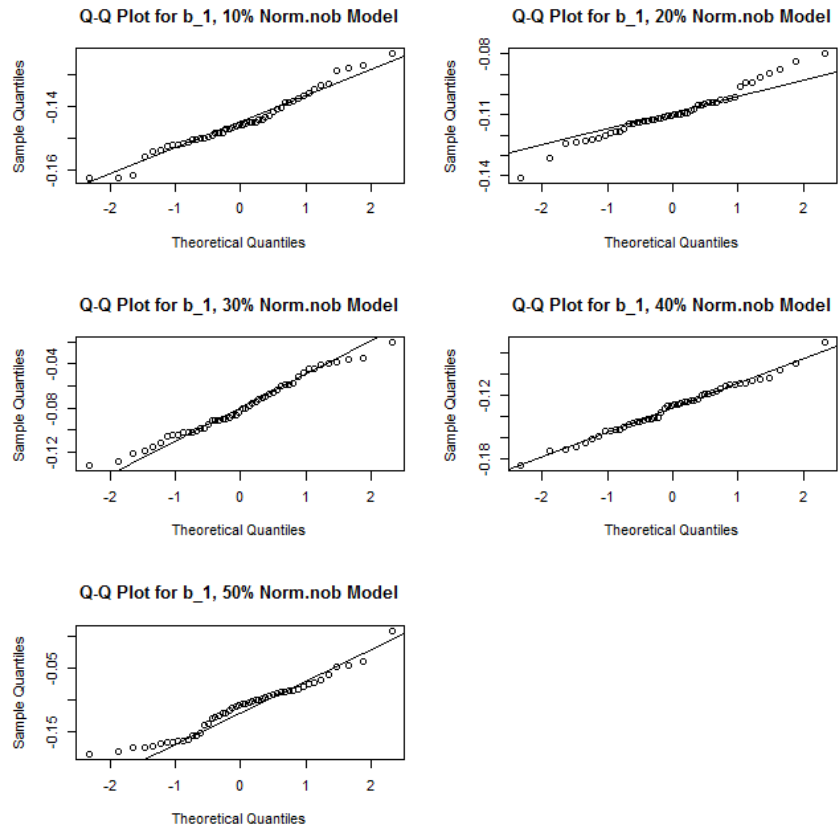 Q-Q Plot for b_1, 10% Norm.nob Model
Sample Quantiles
-0.14
-0.16
-2 -1 0 1 2
Theoretical Quantiles
Q-Q Plot for b_1, 20% Norm.nob Model
Sample Quantiles
-0.08
-0.11
-0.14
-2 -1 0 1 2
Theoretical Quantiles
Q-Q Plot for b_1, 30% Norm.nob Model
Sample Quantiles
-0.04
-0.08
-0.12
-2 -1 0 1 2
Theoretical Quantiles
Q-Q Plot for b_1, 40% Norm.nob Model
Sample Quantiles
-0.12
-0.18
-2 -1 0 1 2
Theoretical Quantiles
Q-Q Plot for b_1, 50% Norm.nob Model
Sample Quantiles
-0.05
-0.15
-2 -1 0 1 2
Theoretical Quantiles